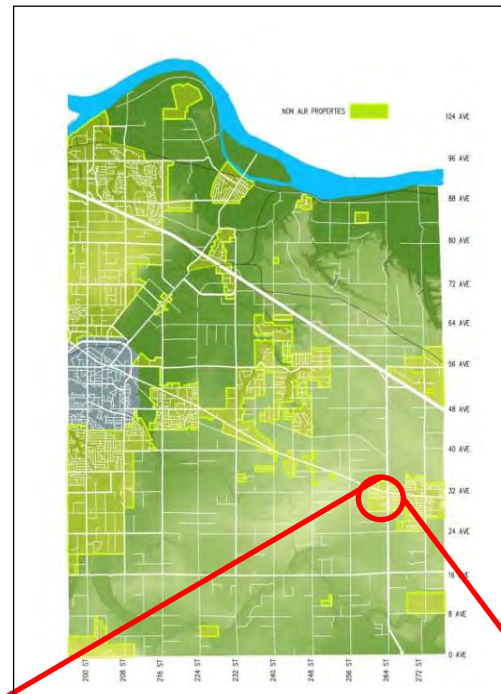 NON ALR PROPERTIES
104 AVE
96 AVE
88 AVE
80 AVE
72 AVE
64 AVE
56 AVE
48 AVE
40 AVE
32 AVE
24 AVE
16 AVE
8 AVE
0 AVE
200 ST
208 ST
216 ST
224 ST
232 ST
240 ST
248 ST
256 ST
264 ST
272 ST